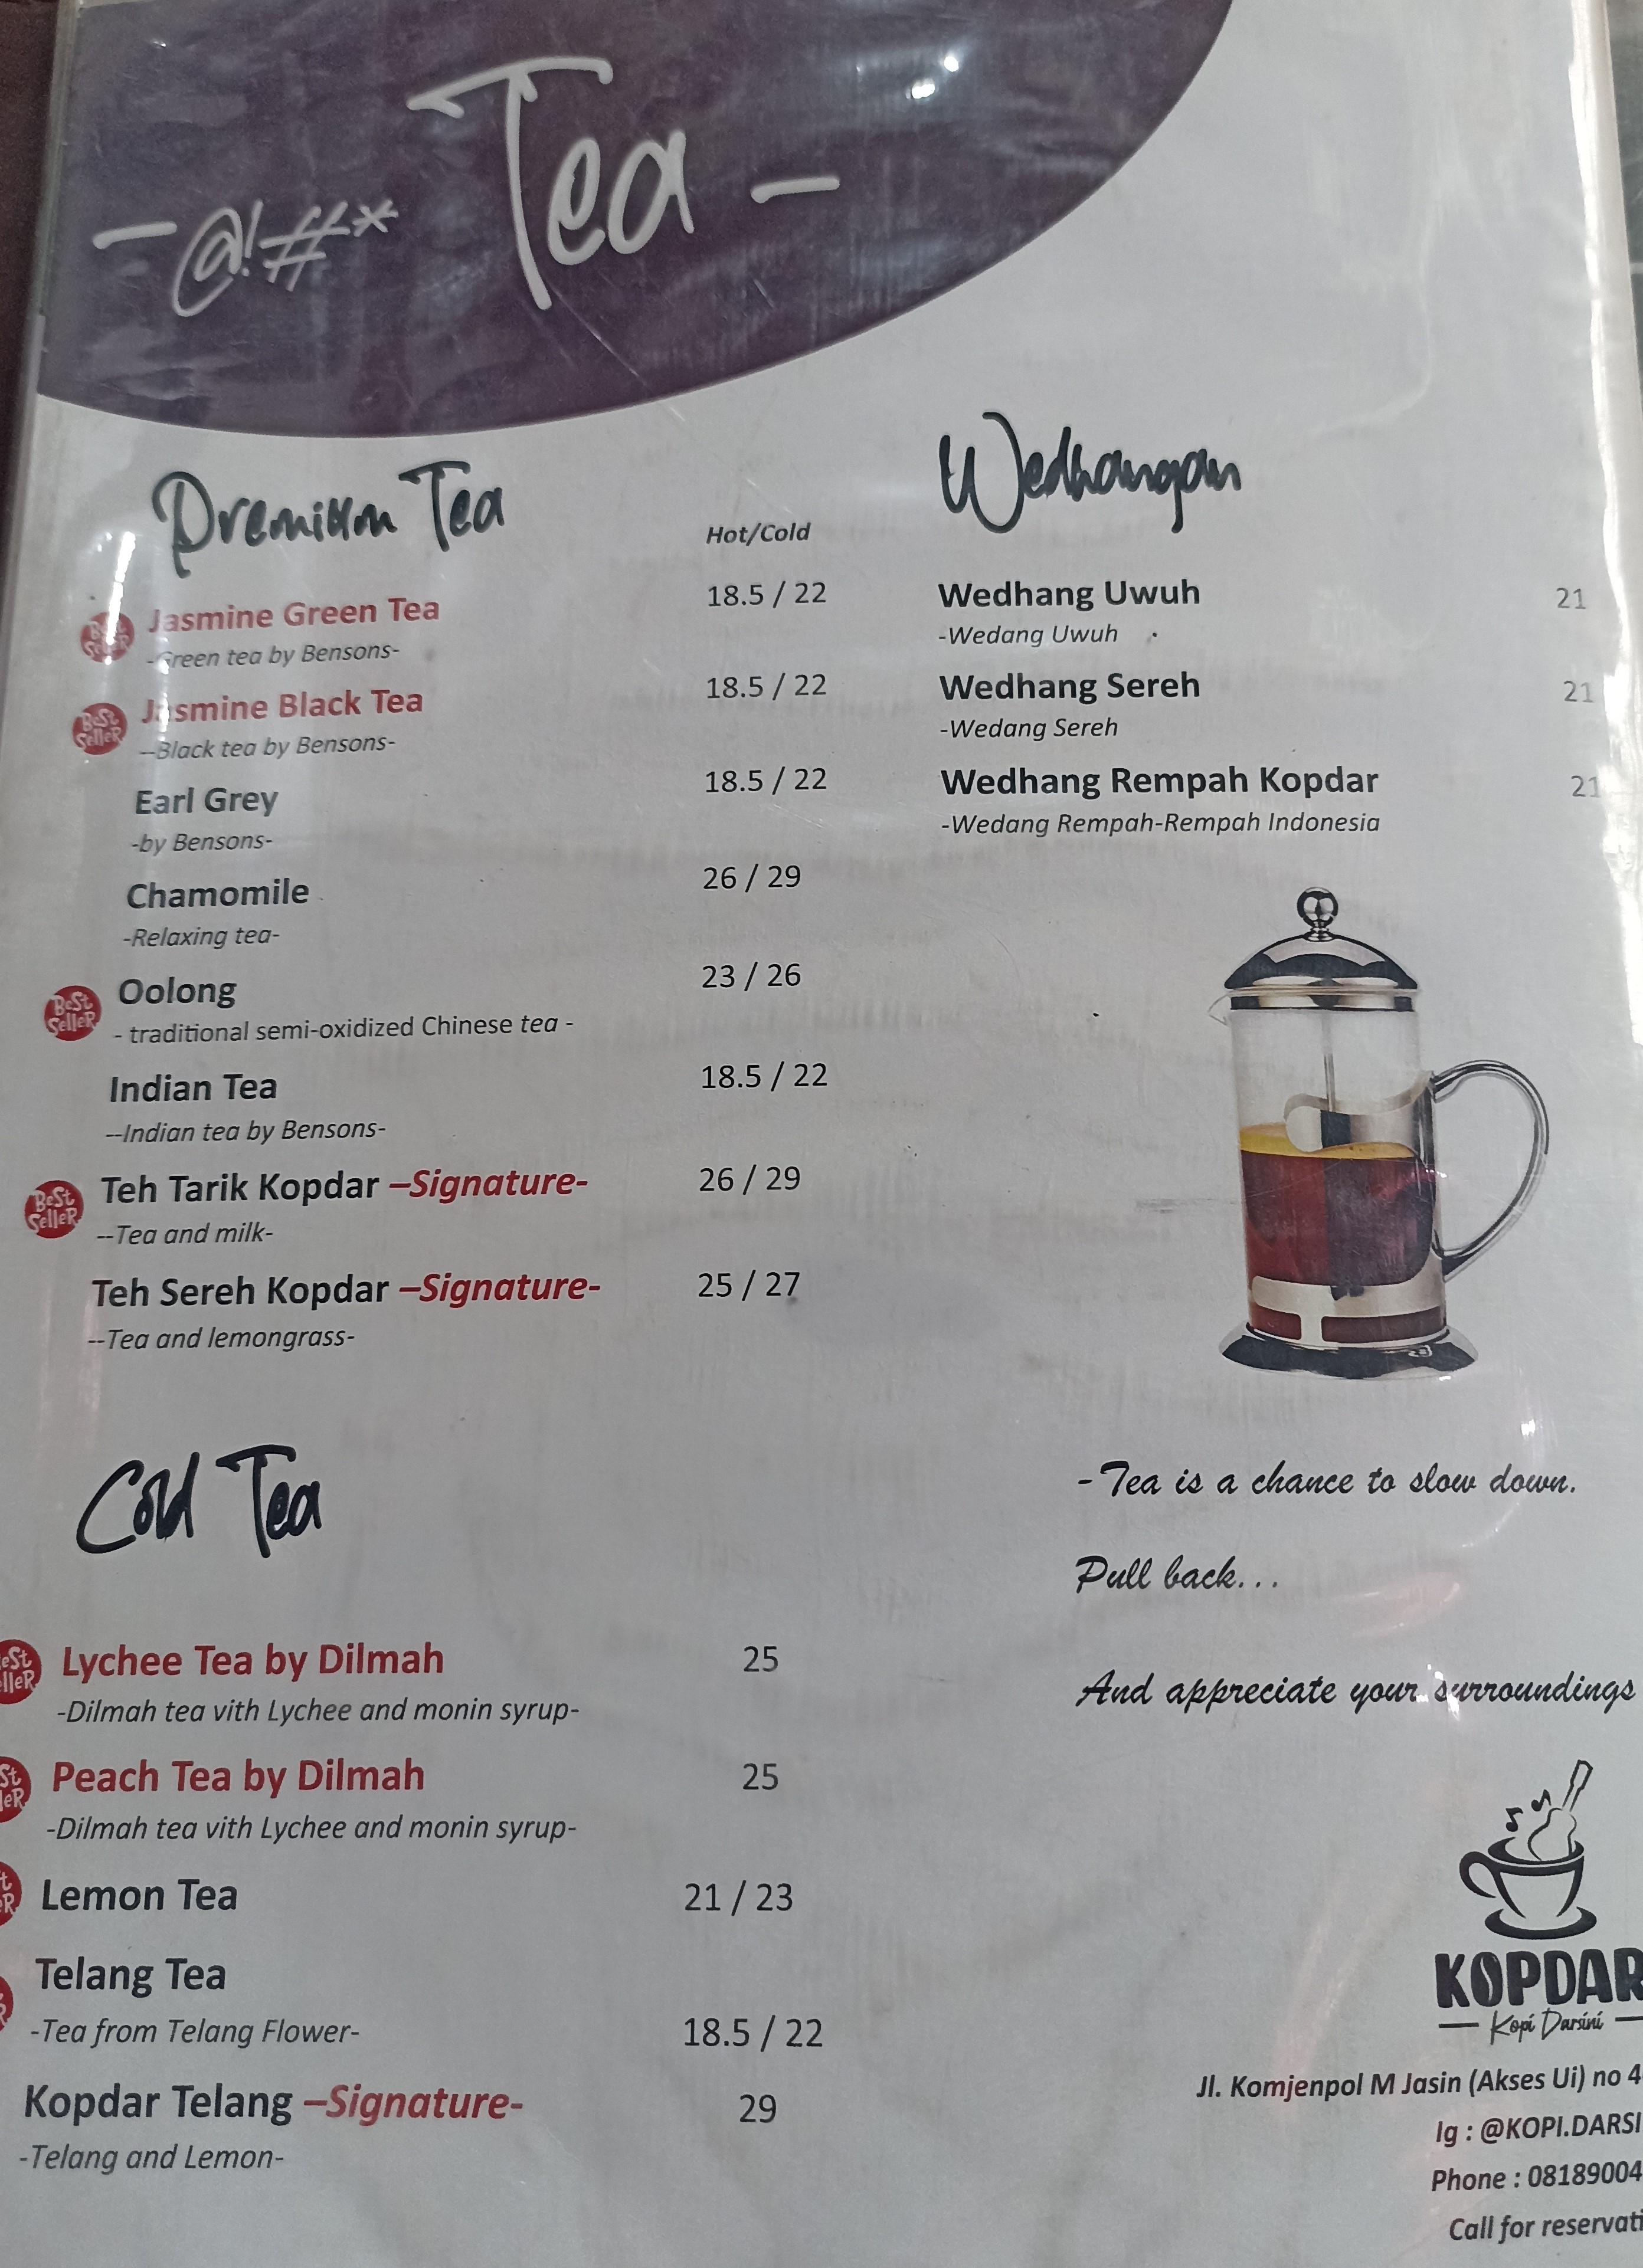 -@!#* Tea -
Premium Tea
Hot/Cold
Best Seller
Jasmine Green Tea 18.5 / 22
-Green tea by Bensons-
Best Seller
Jasmine Black Tea 18.5 / 22
--Black tea by Bensons-
Earl Grey 18.5 / 22
-by Bensons-
Chamomile 26 / 29
-Relaxing tea-
Best Seller
Oolong 23 / 26
- traditional semi-oxidized Chinese tea -
Indian Tea 18.5 / 22
--Indian tea by Bensons-
Best Seller
Teh Tarik Kopdar –Signature- 26 / 29
--Tea and milk-
Teh Sereh Kopdar –Signature- 25 / 27
--Tea and lemongrass-
Wedhangan
Wedhang Uwuh 21
-Wedang Uwuh
Wedhang Sereh 21
-Wedang Sereh
Wedhang Rempah Kopdar 21
-Wedang Rempah-Rempah Indonesia
Cold Tea
Lychee Tea by Dilmah 25
-Dilmah tea vith Lychee and monin syrup-
Peach Tea by Dilmah 25
-Dilmah tea vith Lychee and monin syrup-
Lemon Tea 21 / 23
Telang Tea
-Tea from Telang Flower- 18.5 / 22
Kopdar Telang –Signature- 29
-Telang and Lemon-
-Tea is a chance to slow down.
Pull back...
And appreciate your surroundings
KOPDAR
— Kopi Darsini —
Jl. Komjenpol M Jasin (Akses Ui) no 4
Ig : @KOPI.DARSI
Phone : 08189004
Call for reservati